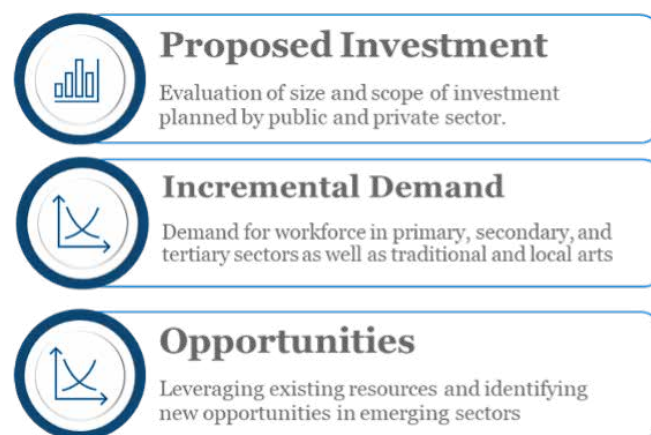 Proposed Investment
Evaluation of size and scope of investment
planned by public and private sector.
Incremental Demand
Demand for workforce in primary, secondary, and
tertiary sectors as well as traditional and local arts
Opportunities
Leveraging existing resources and identifying
new opportunities in emerging sectors